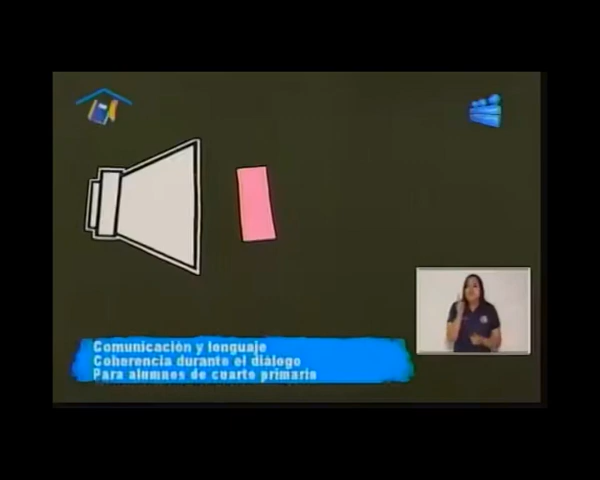 Comunicación y lenguaje
Coherencia durante el diálogo
Para alumnos de cuarto primaria